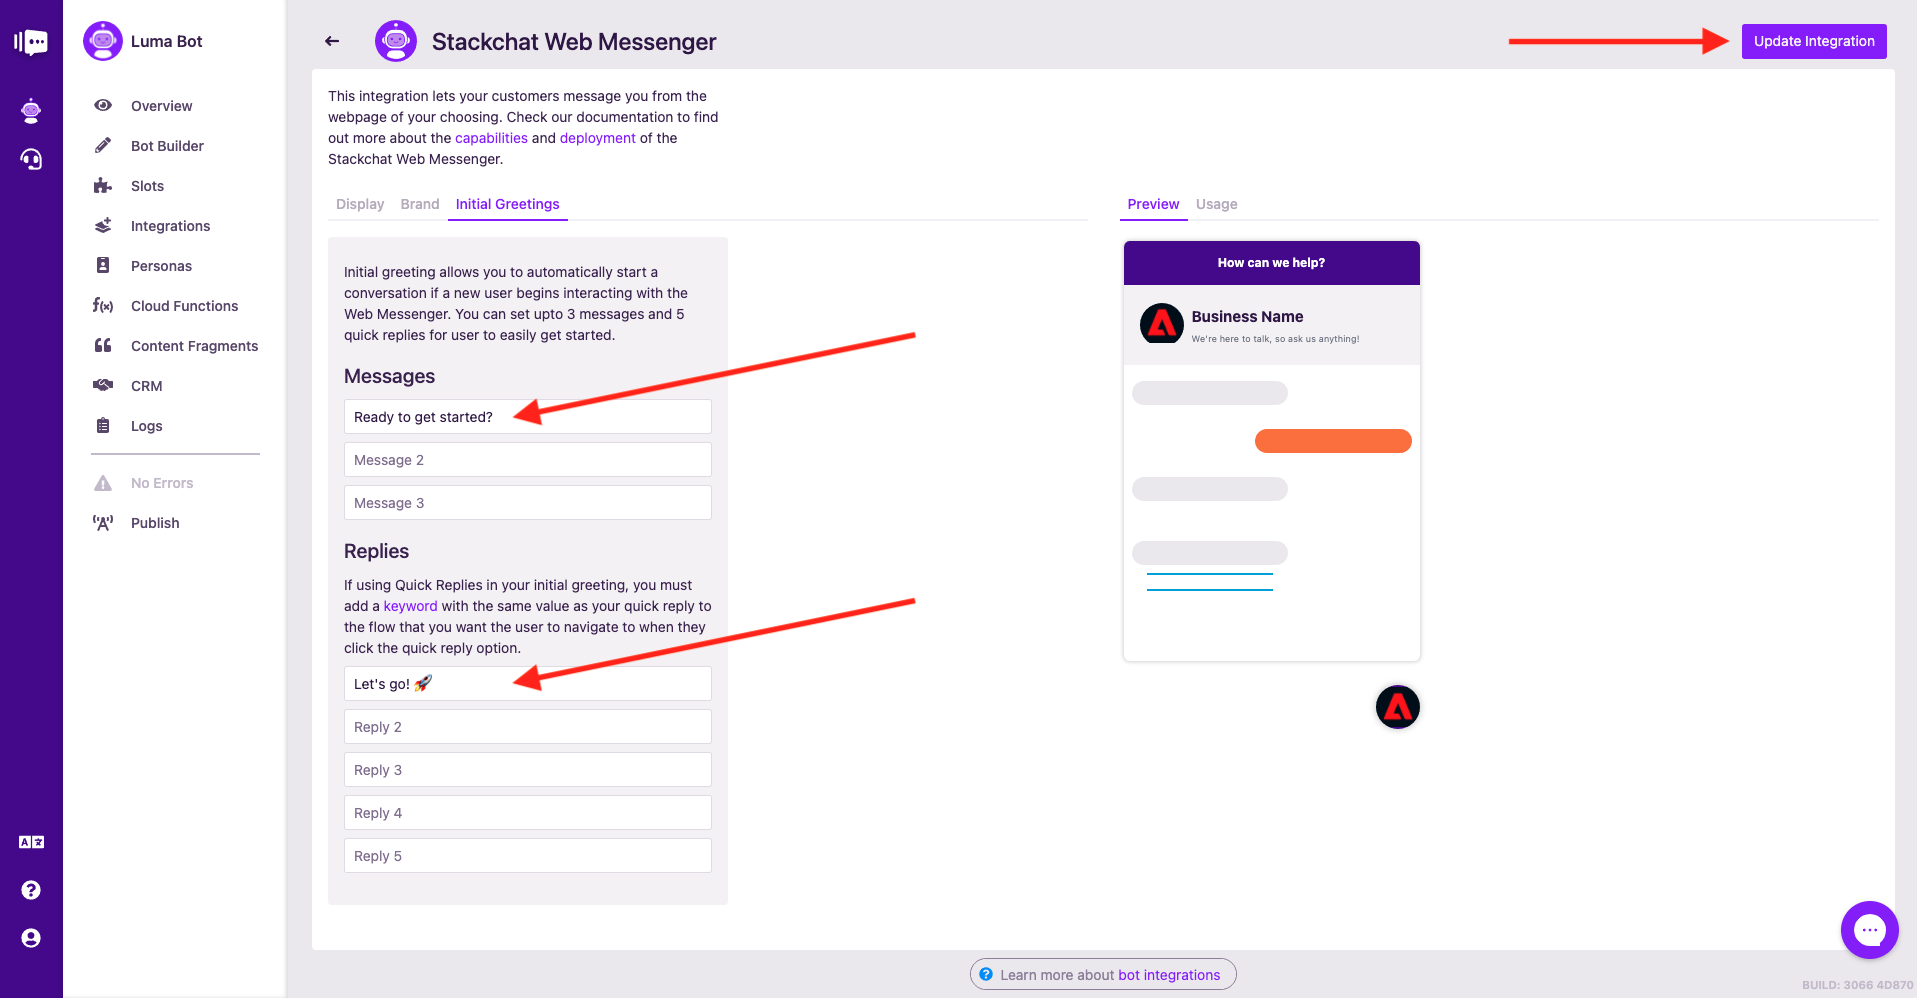 Luma Bot
Overview
Bot Builder
Slots
Integrations
Personas
Cloud Functions
Content Fragments
CRM
Logs
No Errors
Publish
Stackchat Web Messenger
Update Integration
This integration lets your customers message you from the
webpage of your choosing. Check our documentation to find
out more about the capabilities and deployment of the
Stackchat Web Messenger.
Display Brand Initial Greetings
Initial greeting allows you to automatically start a
conversation if a new user begins interacting with the
Web Messenger. You can set upto 3 messages and 5
quick replies for user to easily get started.
Messages
Ready to get started?
Message 2
Message 3
Replies
If using Quick Replies in your initial greeting, you must
add a keyword with the same value as your quick reply to
the flow that you want the user to navigate to when they
click the quick reply option.
Let's go! 🚀
Reply 2
Reply 3
Reply 4
Reply 5
Preview Usage
How can we help?
Business Name
We're here to talk, so ask us anything!
Learn more about bot integrations
BUILD: 3066 4D870